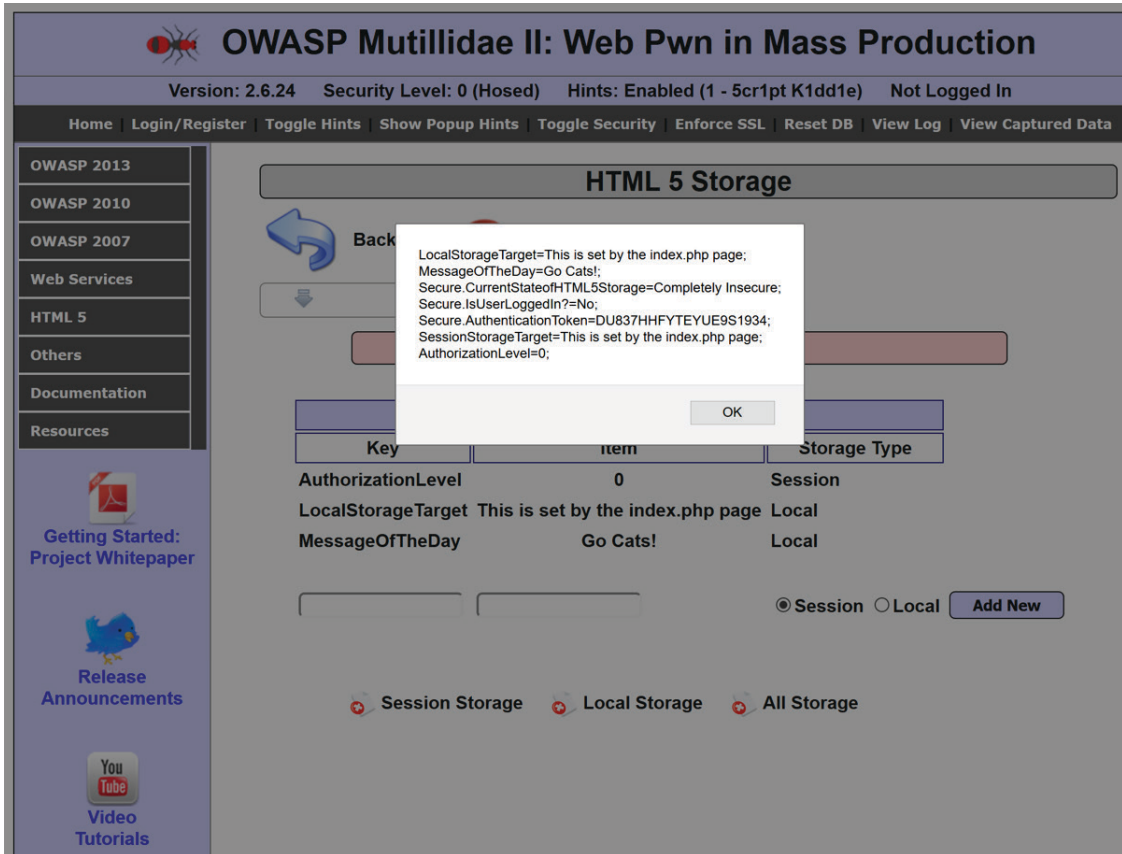 OWASP Mutillidae II: Web Pwn in Mass Production
Version: 2.6.24 Security Level: 0 (Hosed) Hints: Enabled (1 - 5cr1pt K1dd1e) Not Logged In
Home | Login/Register | Toggle Hints | Show Popup Hints | Toggle Security | Enforce SSL | Reset DB | View Log | View Captured Data
OWASP 2013
OWASP 2010
OWASP 2007
Web Services
HTML 5
Others
Documentation
Resources
Getting Started:
Project Whitepaper
Release
Announcements
You
Tube
Video
Tutorials
HTML 5 Storage
Back
LocalStorageTarget=This is set by the index.php page;
MessageOfTheDay=Go Cats!;
Secure.CurrentStateofHTML5Storage=Completely Insecure;
Secure.IsUserLoggedIn?=No;
Secure.AuthenticationToken=DU837HHFYTEYUE9S1934;
SessionStorageTarget=This is set by the index.php page;
AuthorizationLevel=0;
OK
Key Item Storage Type
AuthorizationLevel 0 Session
LocalStorageTarget This is set by the index.php page Local
MessageOfTheDay Go Cats! Local
Session Local Add New
Session Storage Local Storage All Storage